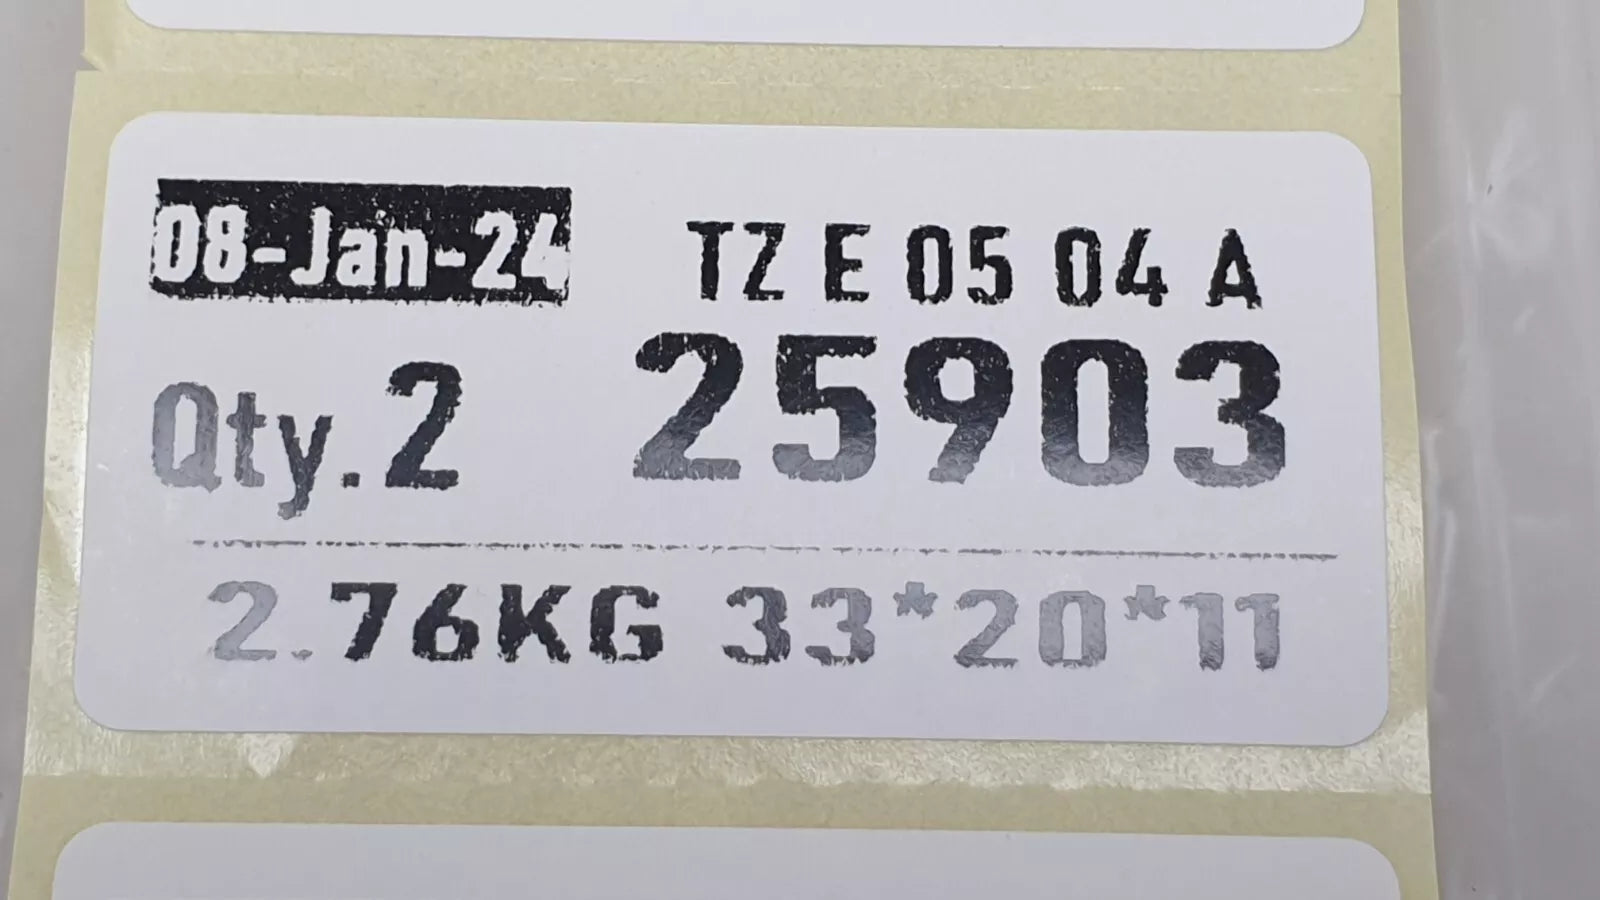 08-Jan-24 TZ E 05 04 A
Qty.2 25903
2.76KG 33*20*11